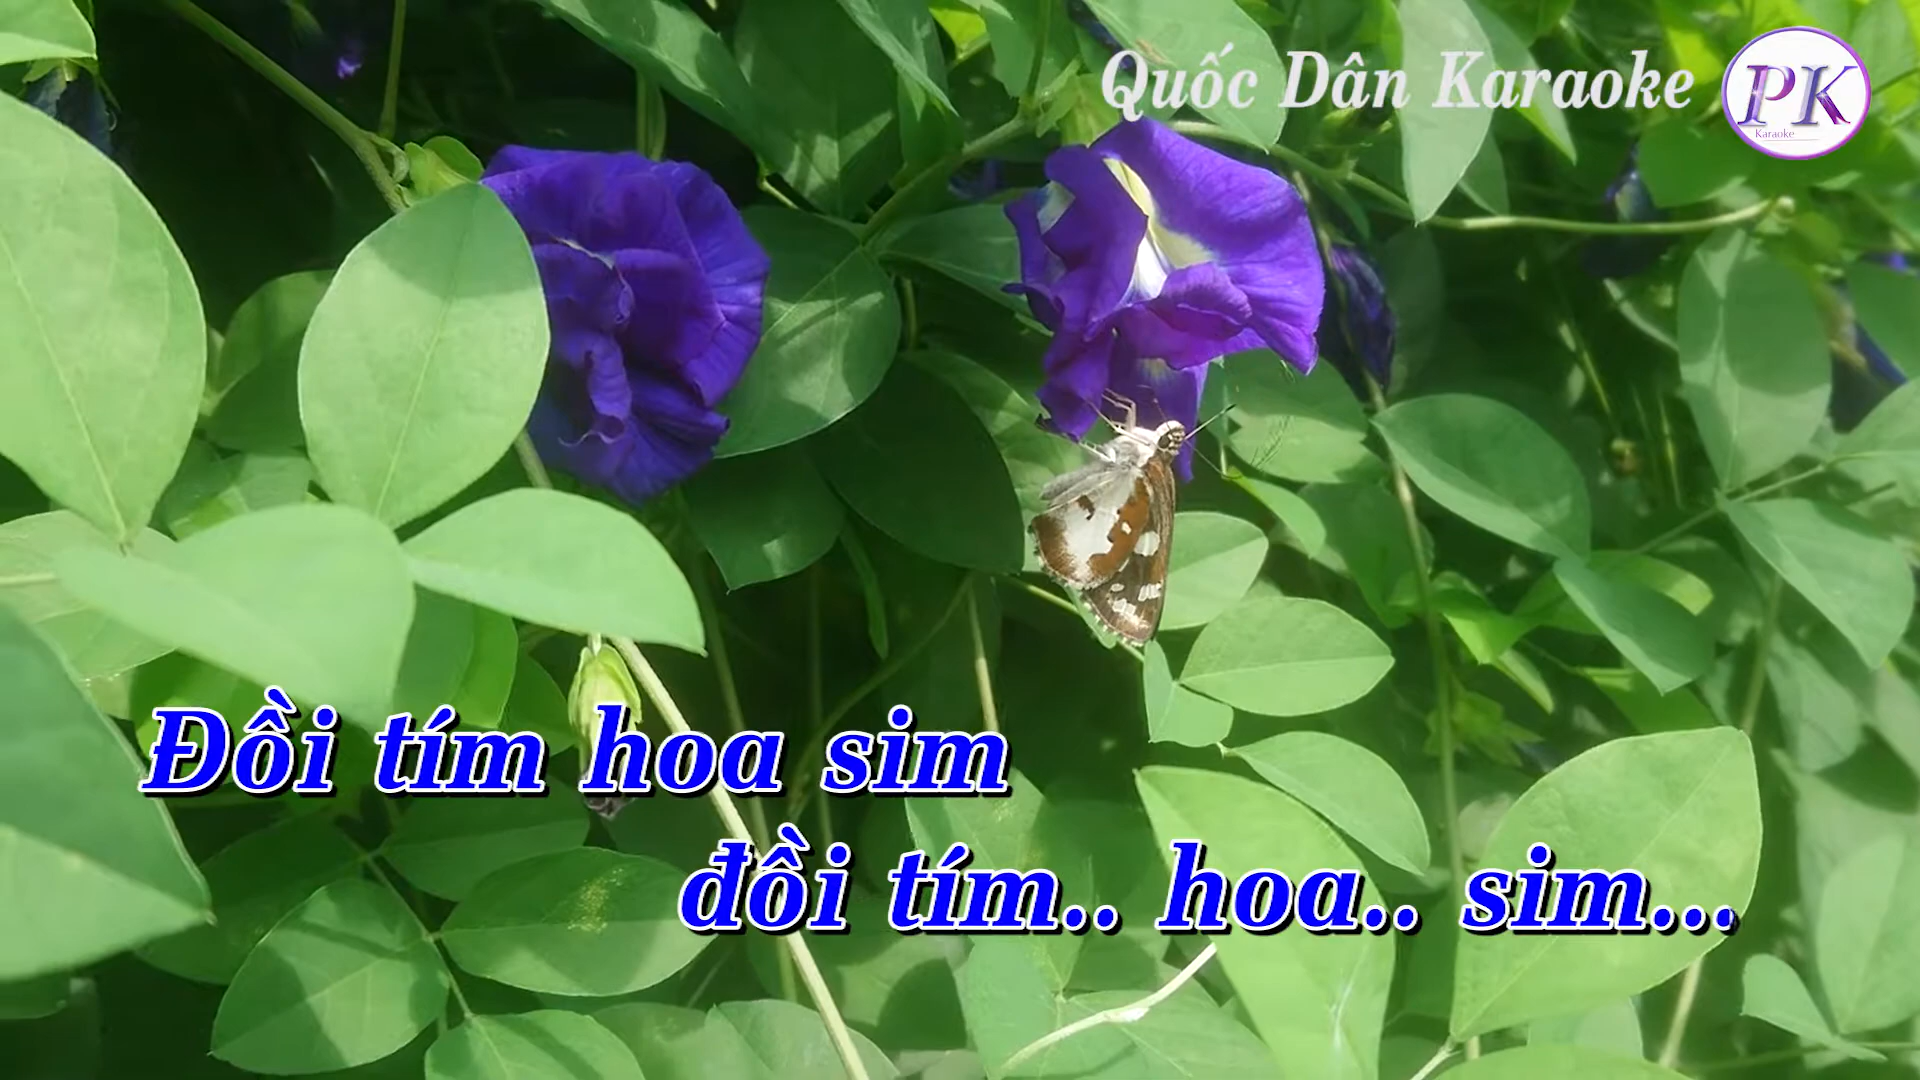 Quốc Dân Karaoke
PK
Karaoke
Đồi tím hoa sim
đồi tím.. hoa.. sim...